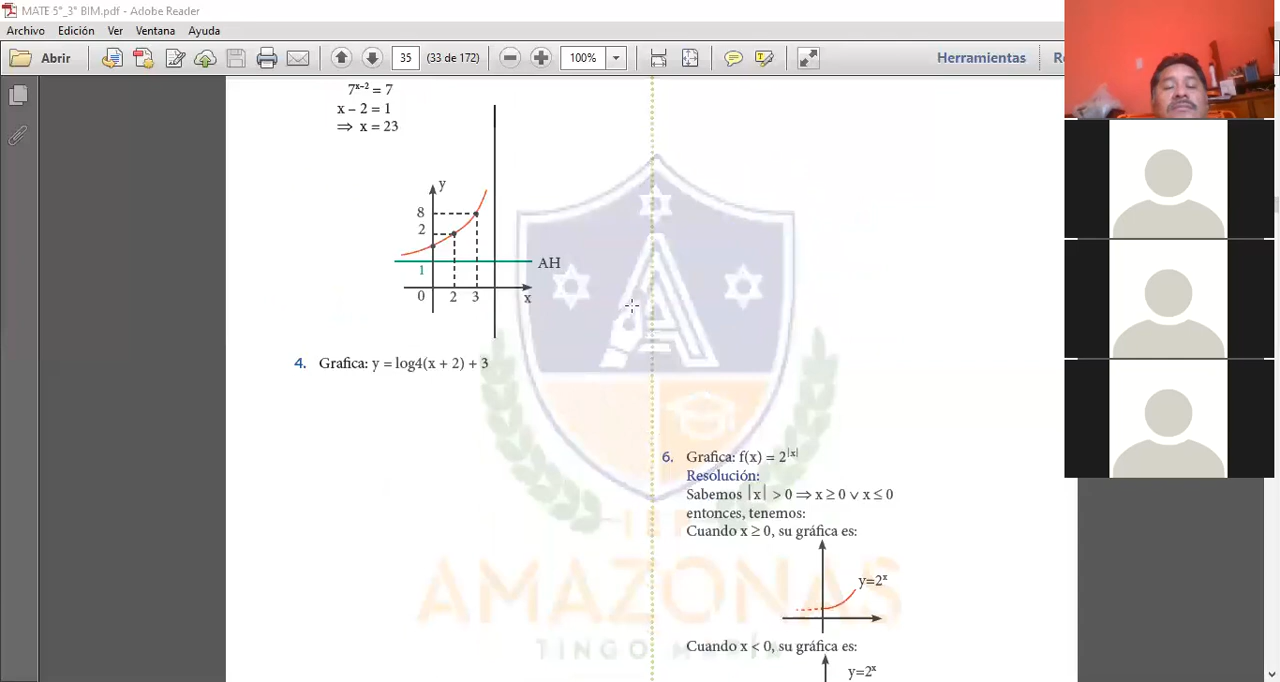 MATE 5°_3° BIM.pdf - Adobe Reader
Archivo Edición Ver Ventana Ayuda
Abrir
35
(33 de 172)
100%
Herramientas
7ˣ⁻² = 7
x – 2 = 1
⇒ x = 23
y
8
2
1
AH
0 2 3 x
4. Grafica: y = log4(x + 2) + 3
6. Grafica: f(x) = 2^|x|
Resolución:
Sabemos |x| > 0 ⇒ x ≥ 0 ∨ x ≤ 0
entonces, tenemos:
Cuando x ≥ 0, su gráfica es:
y=2ˣ
Cuando x < 0, su gráfica es:
y=2ˣ
A
AMAZONAS
TINGO MARÍA